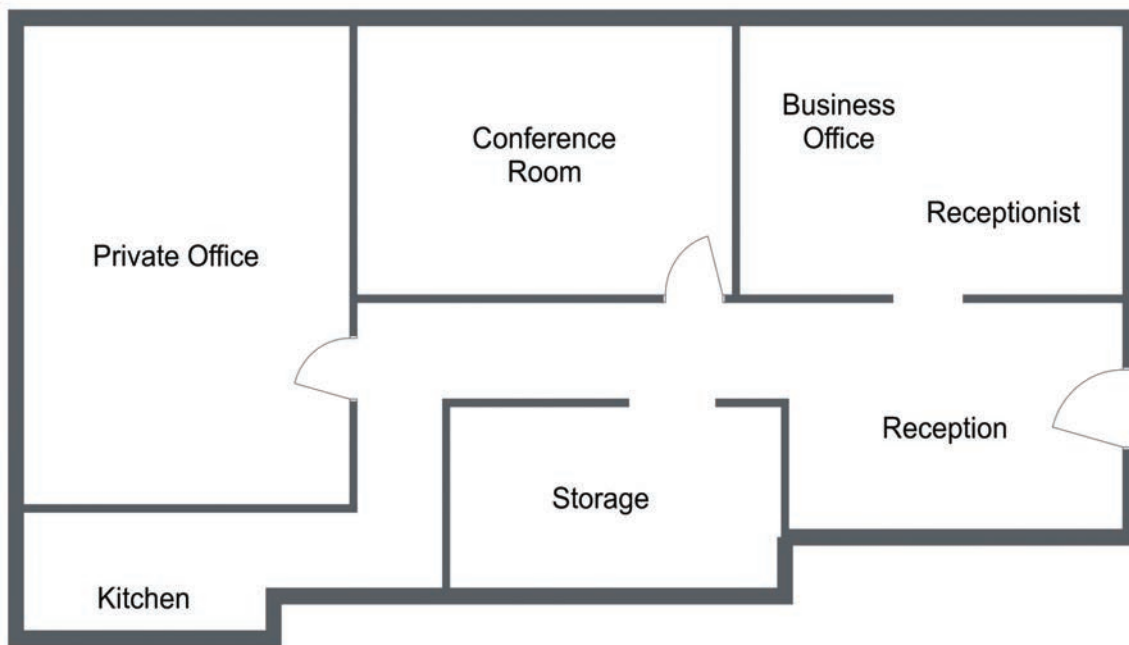 Business
Office
Conference
Room
Receptionist
Private Office
Reception
Storage
Kitchen